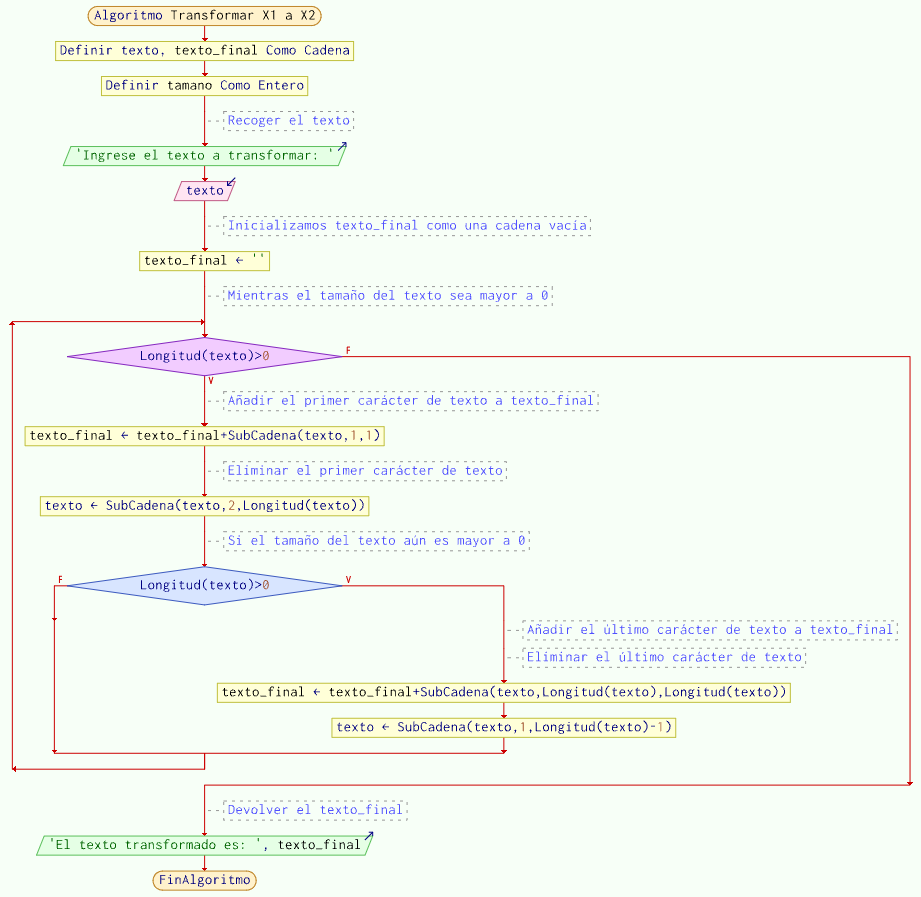 Algoritmo Transformar X1 a X2
Definir texto, texto_final Como Cadena
Definir tamano Como Entero
Recoger el texto
'Ingrese el texto a transformar: '
texto
Inicializamos texto_final como una cadena vacía
texto_final ← ''
Mientras el tamaño del texto sea mayor a 0
Longitud(texto)>0
F
V
Añadir el primer carácter de texto a texto_final
texto_final ← texto_final+SubCadena(texto,1,1)
Eliminar el primer carácter de texto
texto ← SubCadena(texto,2,Longitud(texto))
Si el tamaño del texto aún es mayor a 0
F
Longitud(texto)>0
V
Añadir el último carácter de texto a texto_final
Eliminar el último carácter de texto
texto_final ← texto_final+SubCadena(texto,Longitud(texto),Longitud(texto))
texto ← SubCadena(texto,1,Longitud(texto)-1)
Devolver el texto_final
'El texto transformado es: ', texto_final
FinAlgoritmo